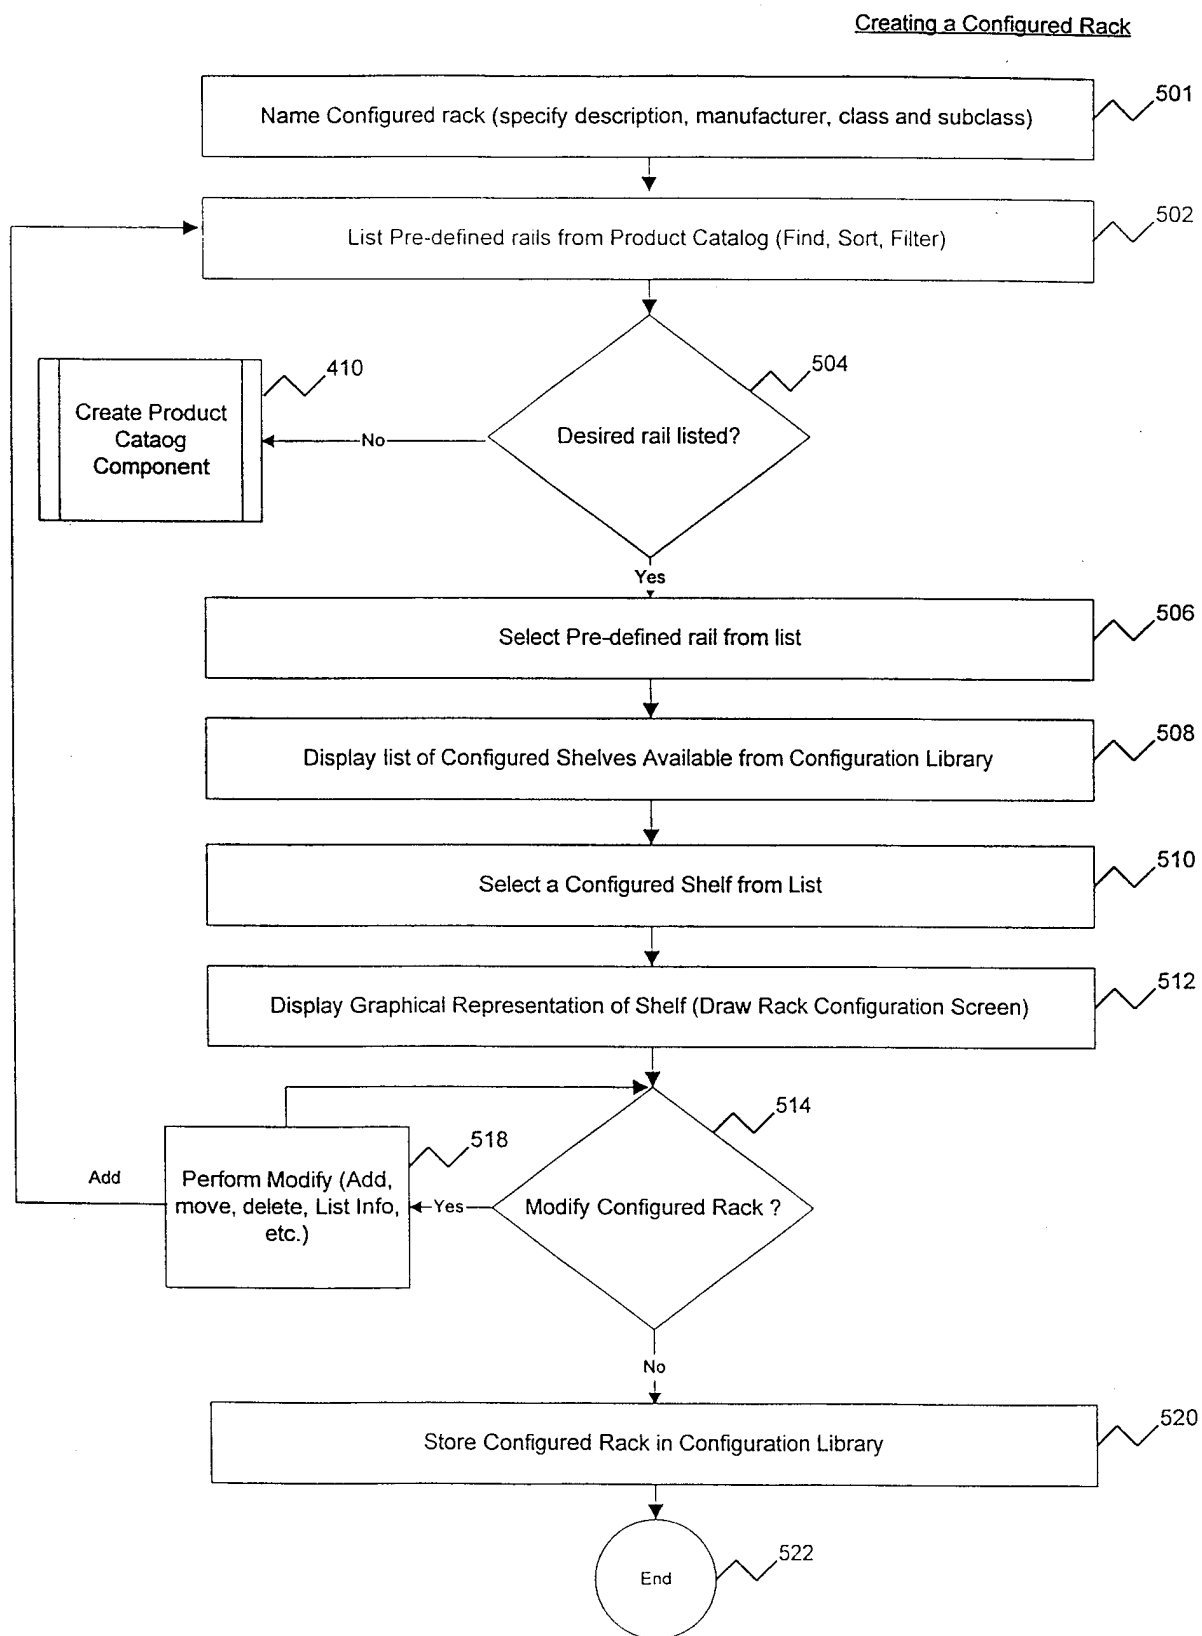 Creating a Configured Rack
Name Configured rack (specify description, manufacturer, class and subclass)
501
List Pre-defined rails from Product Catalog (Find, Sort, Filter)
502
410
Create Product
Cataog
Component
No
504
Desired rail listed?
Yes
Select Pre-defined rail from list
506
Display list of Configured Shelves Available from Configuration Library
508
Select a Configured Shelf from List
510
Display Graphical Representation of Shelf (Draw Rack Configuration Screen)
512
514
Modify Configured Rack ?
Yes
518
Perform Modify (Add,
move, delete, List Info,
etc.)
Add
No
Store Configured Rack in Configuration Library
520
End
522